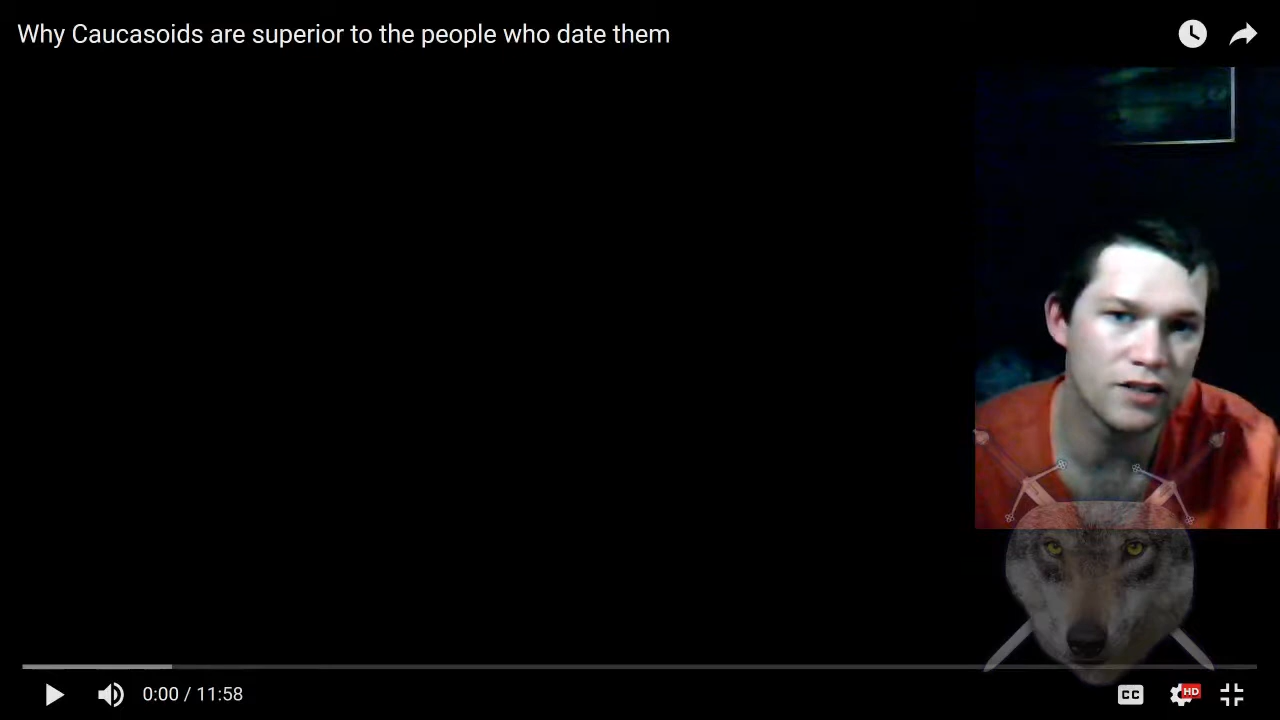 Why Caucasoids are superior to the people who date them
0:00 / 11:58
CC
HD